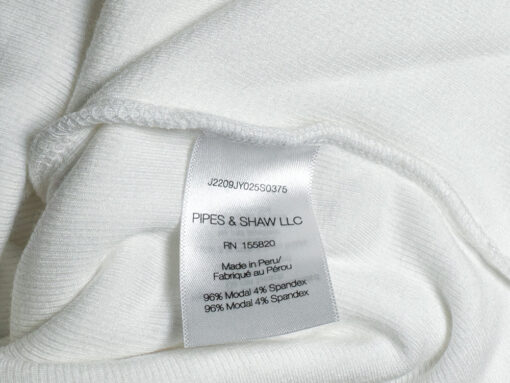 J2209JY025S0375
PIPES & SHAW LLC
RN 155820
Made in Peru/
Fabriqué au Pérou
96% Modal 4% Spandex
96% Modal 4% Spandex